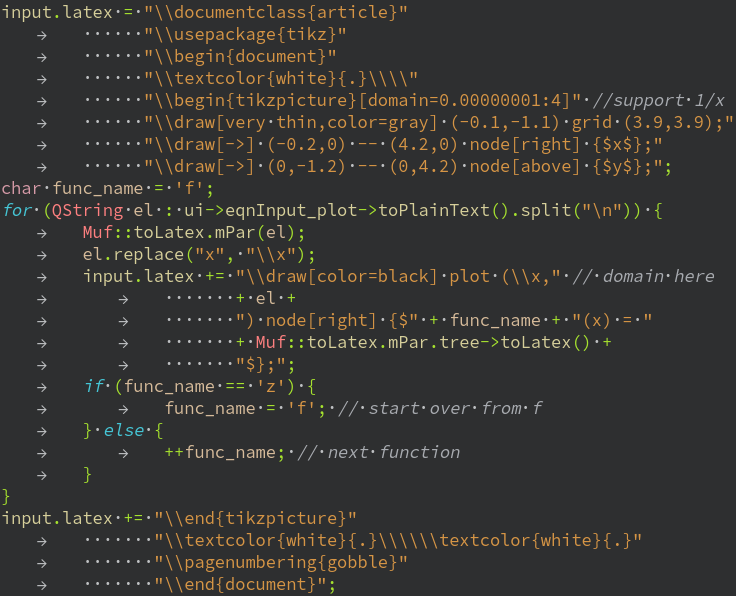 input.latex = "\\documentclass{article}"
"\\usepackage{tikz}"
"\\begin{document}"
"\\textcolor{white}{.}\\\\"
"\\begin{tikzpicture}[domain=0.00000001:4]" //support 1/x
"\\draw[very thin,color=gray] (-0.1,-1.1) grid (3.9,3.9);"
"\\draw[->] (-0.2,0) -- (4.2,0) node[right] {$x$};"
"\\draw[->] (0,-1.2) -- (0,4.2) node[above] {$y$};";
char func_name = 'f';
for (QString el : ui->eqnInput_plot->toPlainText().split("\n")) {
Muf::toLatex.mPar(el);
el.replace("x", "\\x");
input.latex += "\\draw[color=black] plot (\\x," // domain here
+ el +
") node[right] {$" + func_name + "(x) = "
+ Muf::toLatex.mPar.tree->toLatex() +
"$};";
if (func_name == 'z') {
func_name = 'f'; // start over from f
} else {
++func_name; // next function
}
}
input.latex += "\\end{tikzpicture}"
"\\textcolor{white}{.}\\\\\\textcolor{white}{.}"
"\\pagenumbering{gobble}"
"\\end{document}";